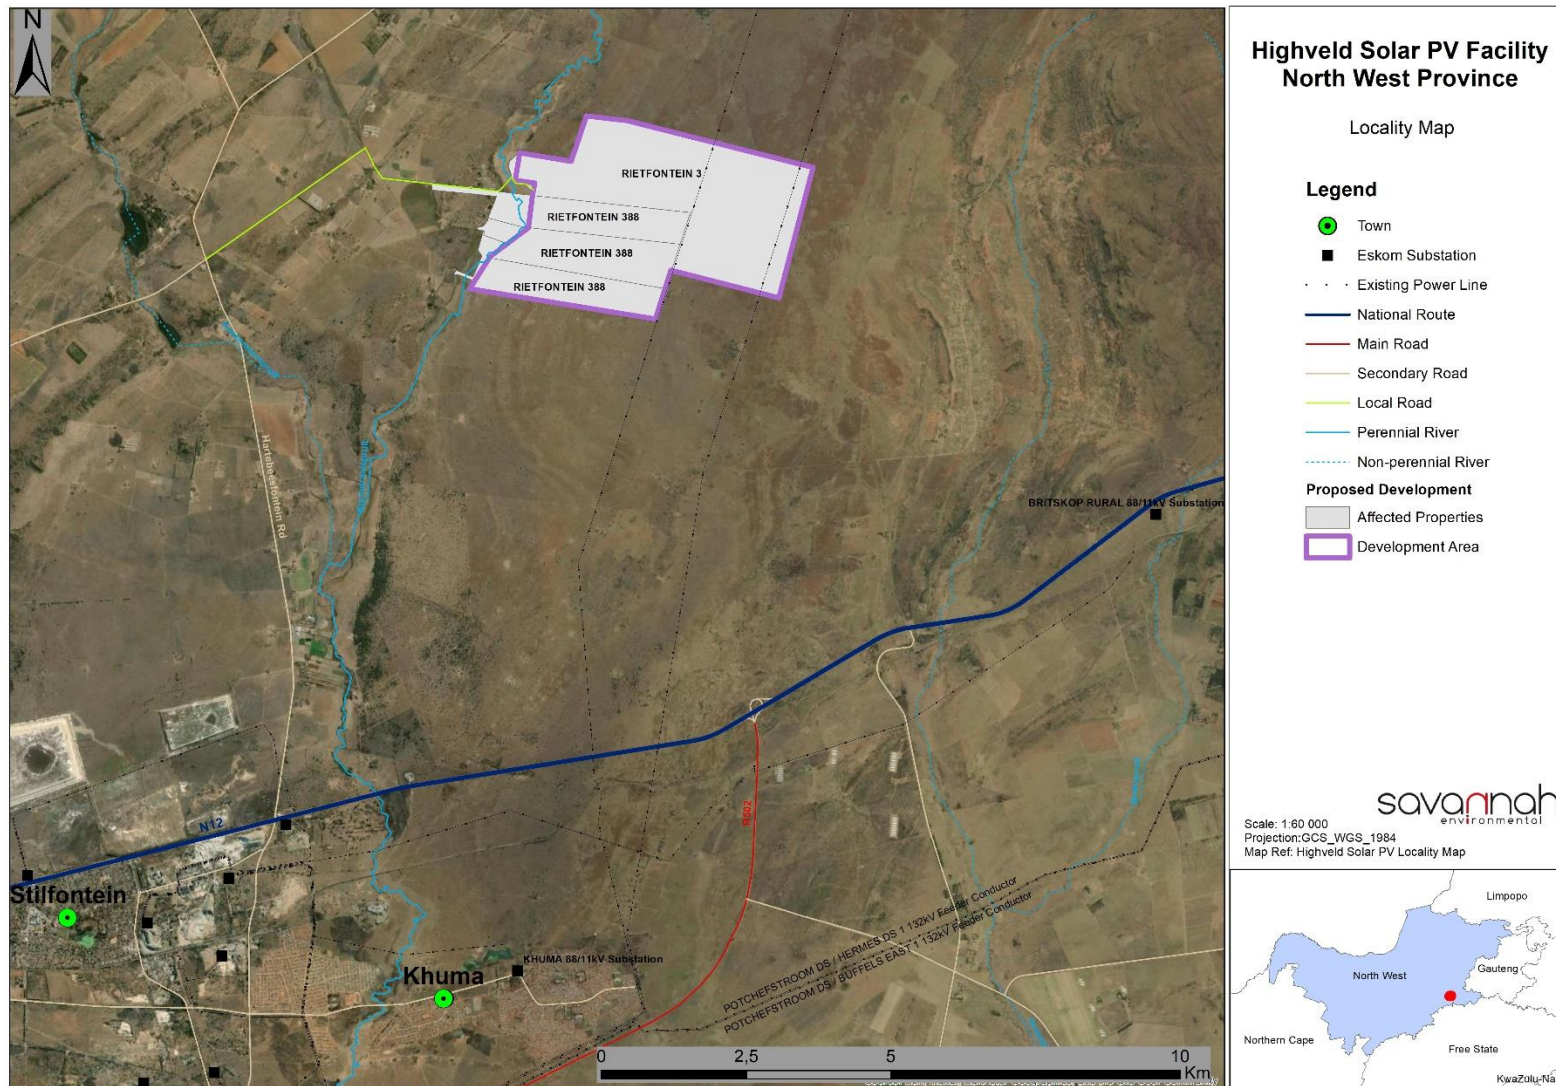 N
RIETFONTEIN 3
RIETFONTEIN 388
RIETFONTEIN 388
RIETFONTEIN 388
Hartebeesfontein Rd
BRITSKOP RURAL 88/11kV Substation
N12
R502
Stilfontein
Khuma
KHUMA 88/11kV Substation
POTCHEFSTROOM DS / HERMES DS 1 132kV Feeder Conductor
POTCHEFSTROOM DS / BUFFELS EAST 1 132kV Feeder Conductor
0 2,5 5 10
Km
Highveld Solar PV Facility
North West Province
Locality Map
Legend
Town
Eskom Substation
Existing Power Line
National Route
Main Road
Secondary Road
Local Road
Perennial River
Non-perennial River
Proposed Development
Affected Properties
Development Area
savannah
environmental
Scale: 1:60 000
Projection:GCS_WGS_1984
Map Ref: Highveld Solar PV Locality Map
Limpopo
North West
Gauteng
Northern Cape
Free State
KwaZulu-Na